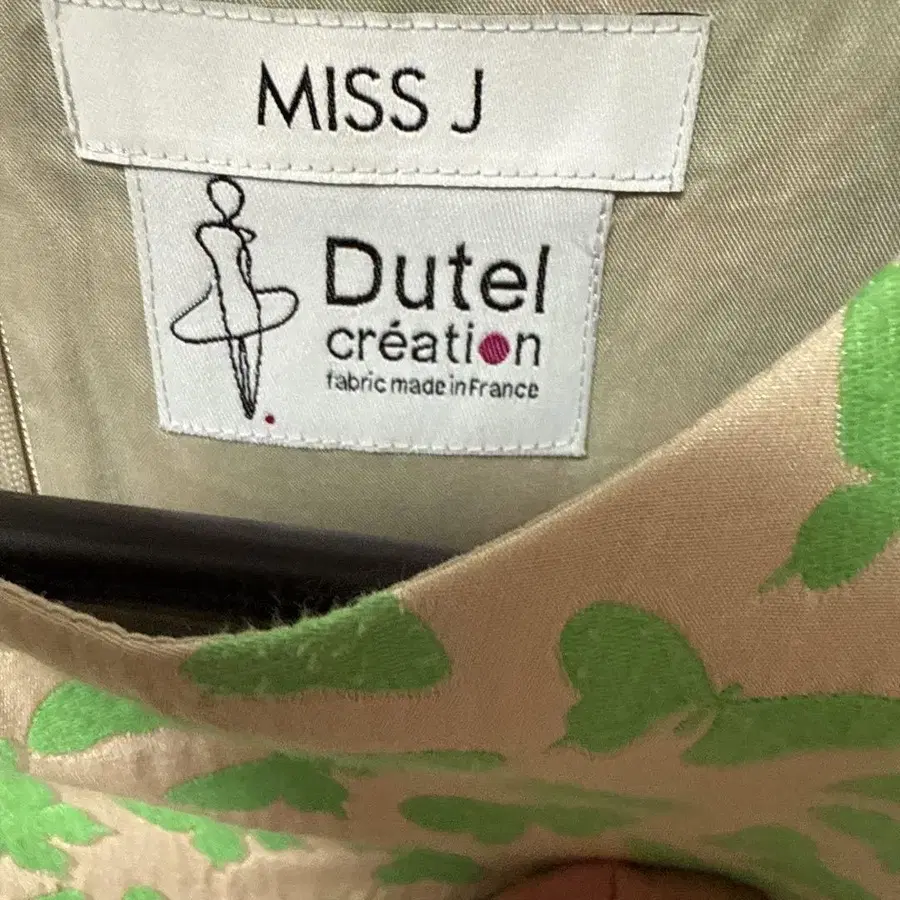 MISS J
Dutel
création
fabric made in France